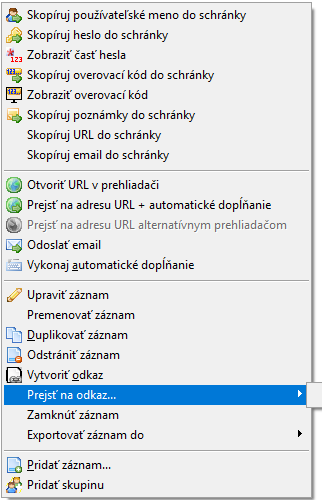 Skopíruj používateľské meno do schránky
Skopíruj heslo do schránky
Zobraziť časť hesla
Skopíruj overovací kód do schránky
Zobraziť overovací kód
Skopíruj poznámky do schránky
Skopíruj URL do schránky
Skopíruj email do schránky
Otvoriť URL v prehliadači
Prejsť na adresu URL + automatické dopĺňanie
Prejsť na adresu URL alternatívnym prehliadačom
Odoslať email
Vykonaj automatické dopĺňanie
Upraviť záznam
Premenovať záznam
Duplikovať záznam
Odstrániť záznam
Vytvoriť odkaz
Prejsť na odkaz...
Zamknúť záznam
Exportovať záznam do
Pridať záznam...
Pridať skupinu